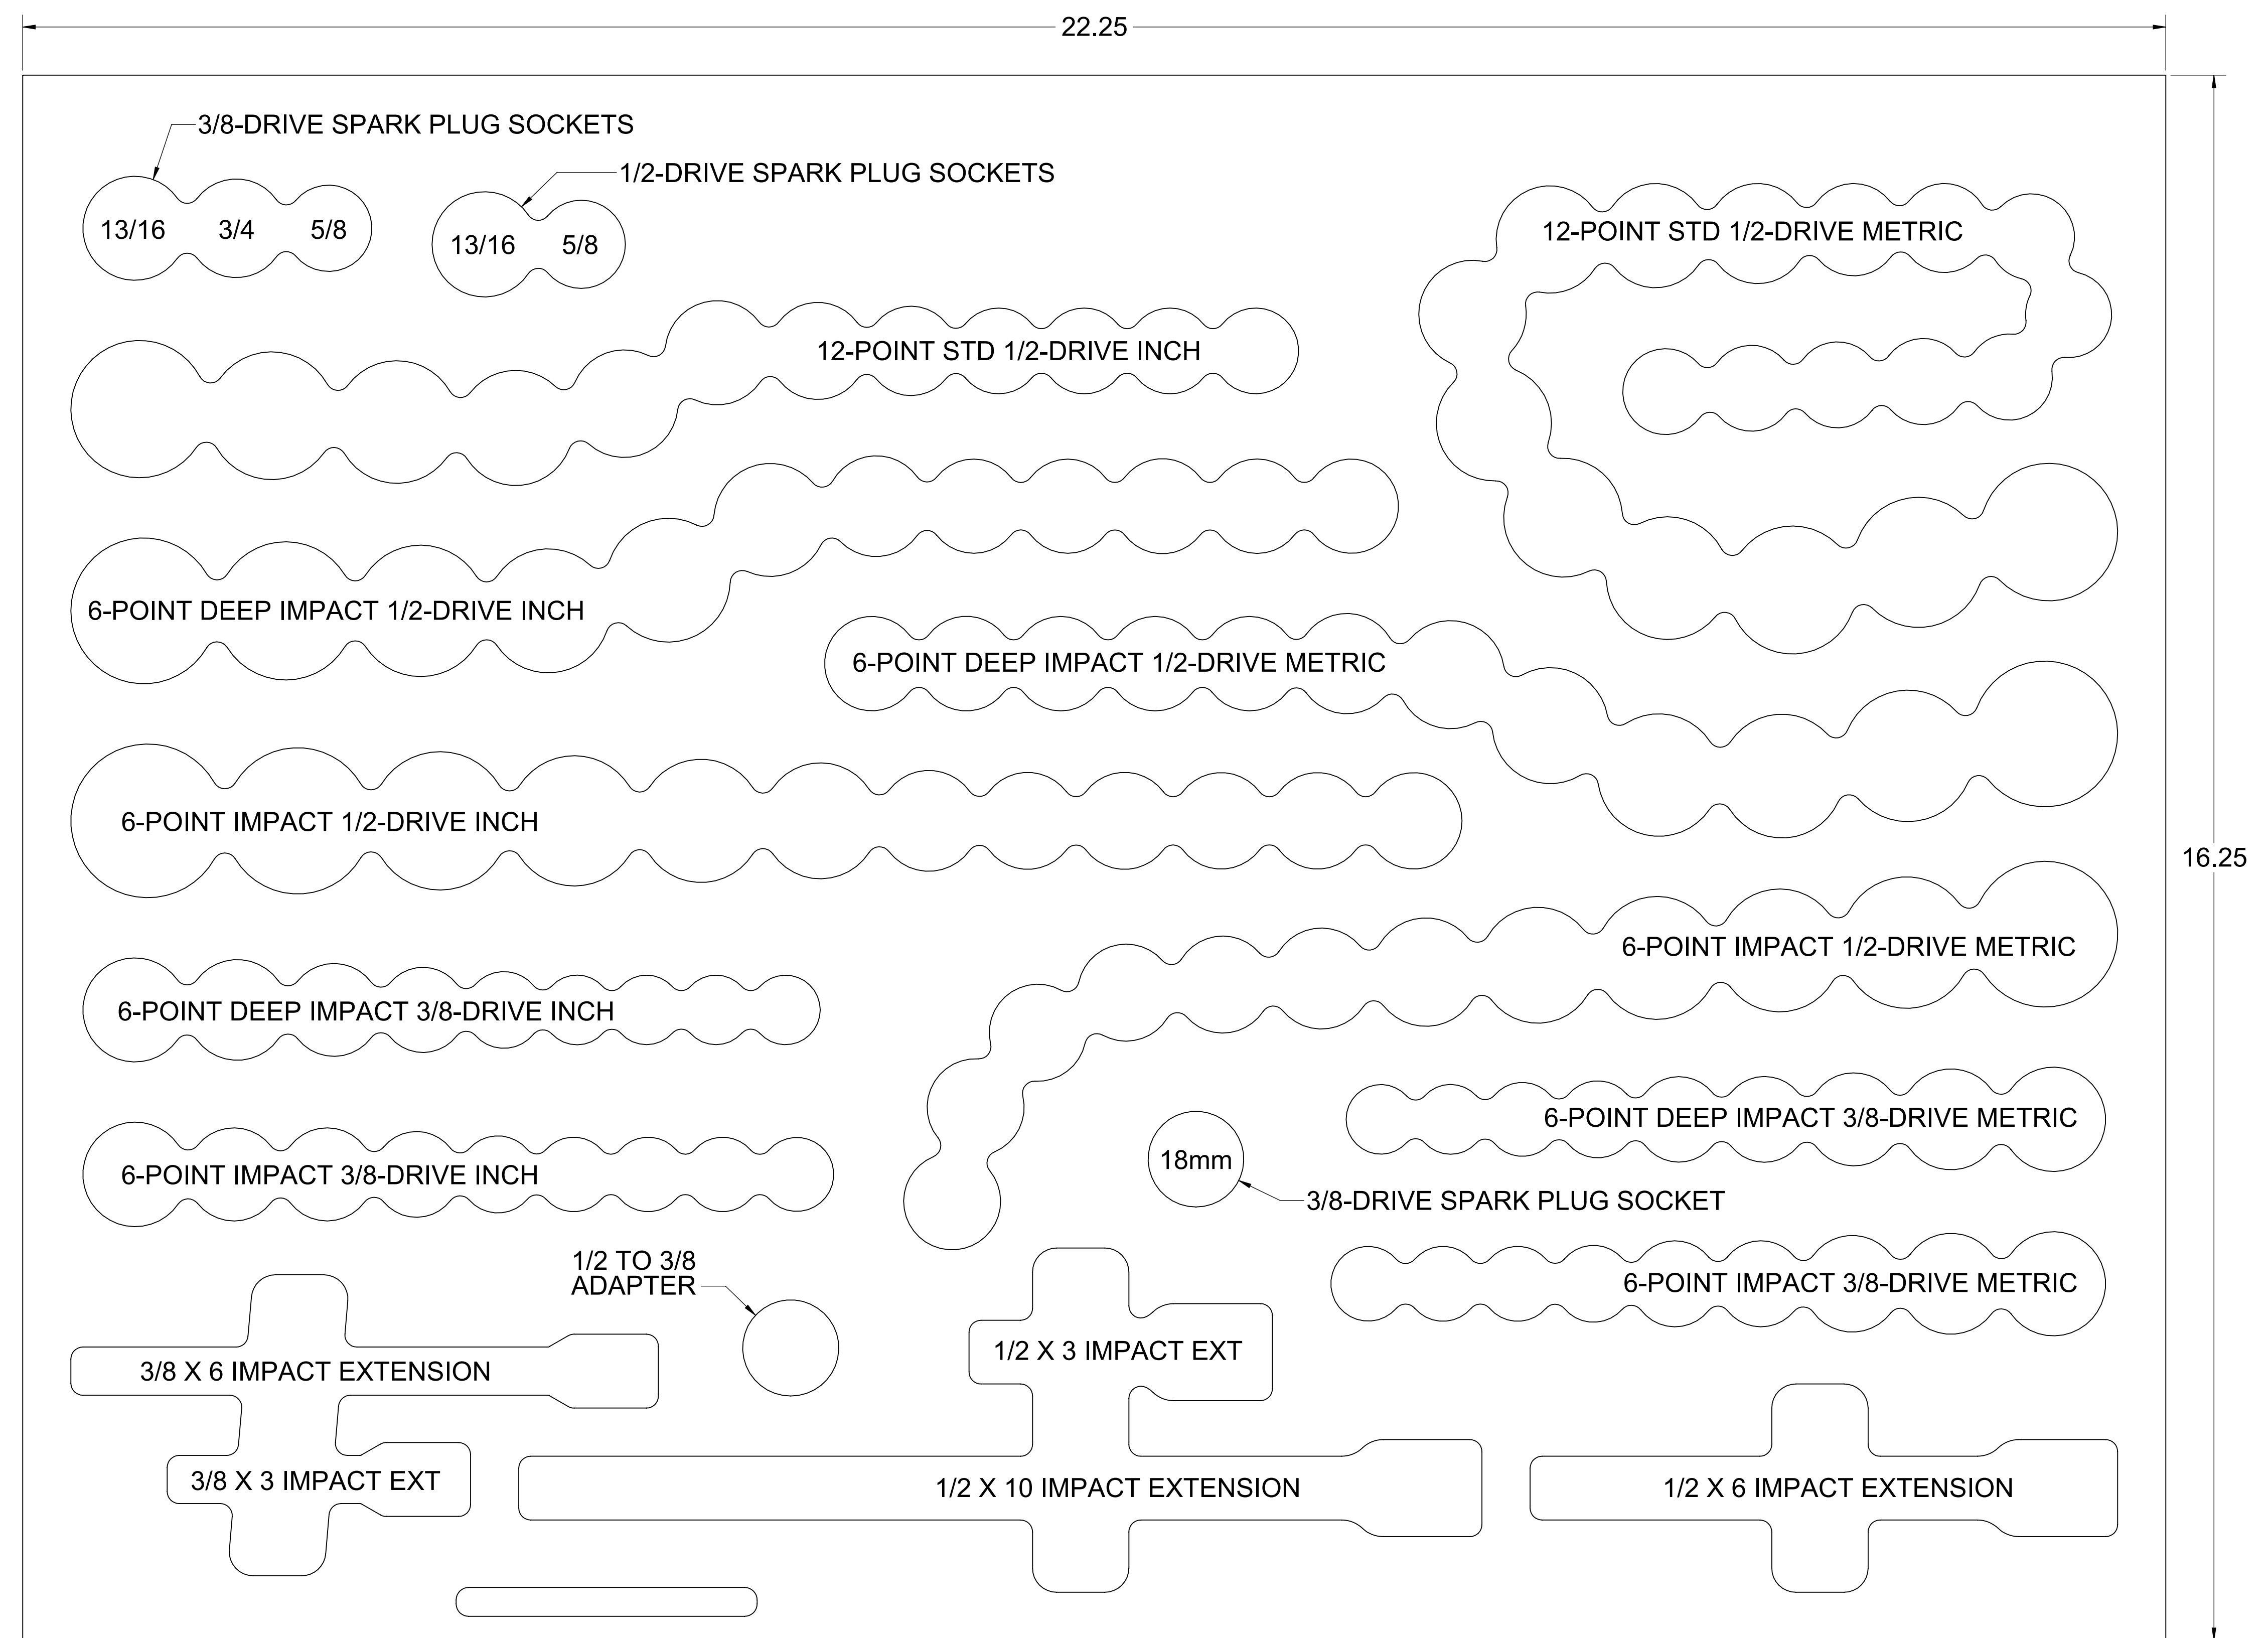 22.25
3/8-DRIVE SPARK PLUG SOCKETS
1/2-DRIVE SPARK PLUG SOCKETS
13/16 3/4 5/8
13/16 5/8
12-POINT STD 1/2-DRIVE METRIC
12-POINT STD 1/2-DRIVE INCH
6-POINT DEEP IMPACT 1/2-DRIVE INCH
6-POINT DEEP IMPACT 1/2-DRIVE METRIC
6-POINT IMPACT 1/2-DRIVE INCH
16.25
6-POINT IMPACT 1/2-DRIVE METRIC
6-POINT DEEP IMPACT 3/8-DRIVE INCH
6-POINT DEEP IMPACT 3/8-DRIVE METRIC
18mm
6-POINT IMPACT 3/8-DRIVE INCH
3/8-DRIVE SPARK PLUG SOCKET
1/2 TO 3/8
ADAPTER
6-POINT IMPACT 3/8-DRIVE METRIC
1/2 X 3 IMPACT EXT
3/8 X 6 IMPACT EXTENSION
3/8 X 3 IMPACT EXT
1/2 X 10 IMPACT EXTENSION
1/2 X 6 IMPACT EXTENSION